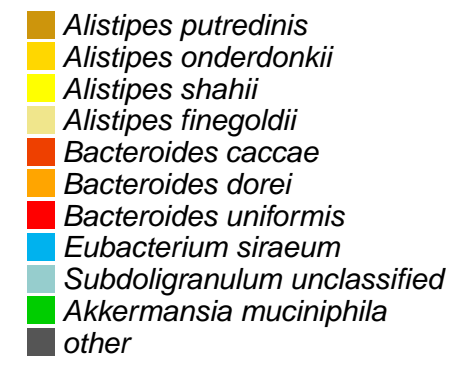 Alistipes putredinis
Alistipes onderdonkii
Alistipes shahii
Alistipes finegoldii
Bacteroides caccae
Bacteroides dorei
Bacteroides uniformis
Eubacterium siraeum
Subdoligranulum unclassified
Akkermansia muciniphila
other